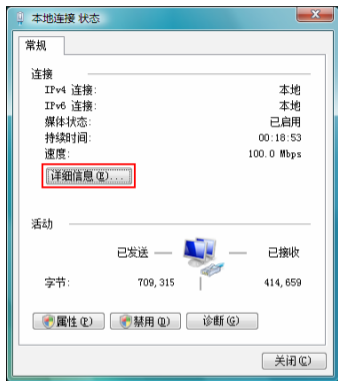 本地连接 状态
常规
连接
IPv4 连接: 本地
IPv6 连接: 本地
媒体状态: 已启用
持续时间: 00:18:53
速度: 100.0 Mbps
详细信息(E)...
活动
已发送 — — 已接收
字节: 709,315 414,659
属性(P) 禁用(D) 诊断(G)
关闭(C)